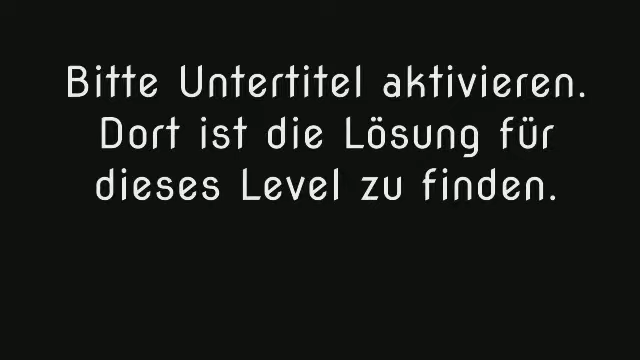 Bitte Untertitel aktivieren.
Dort ist die Lösung für
dieses Level zu finden.